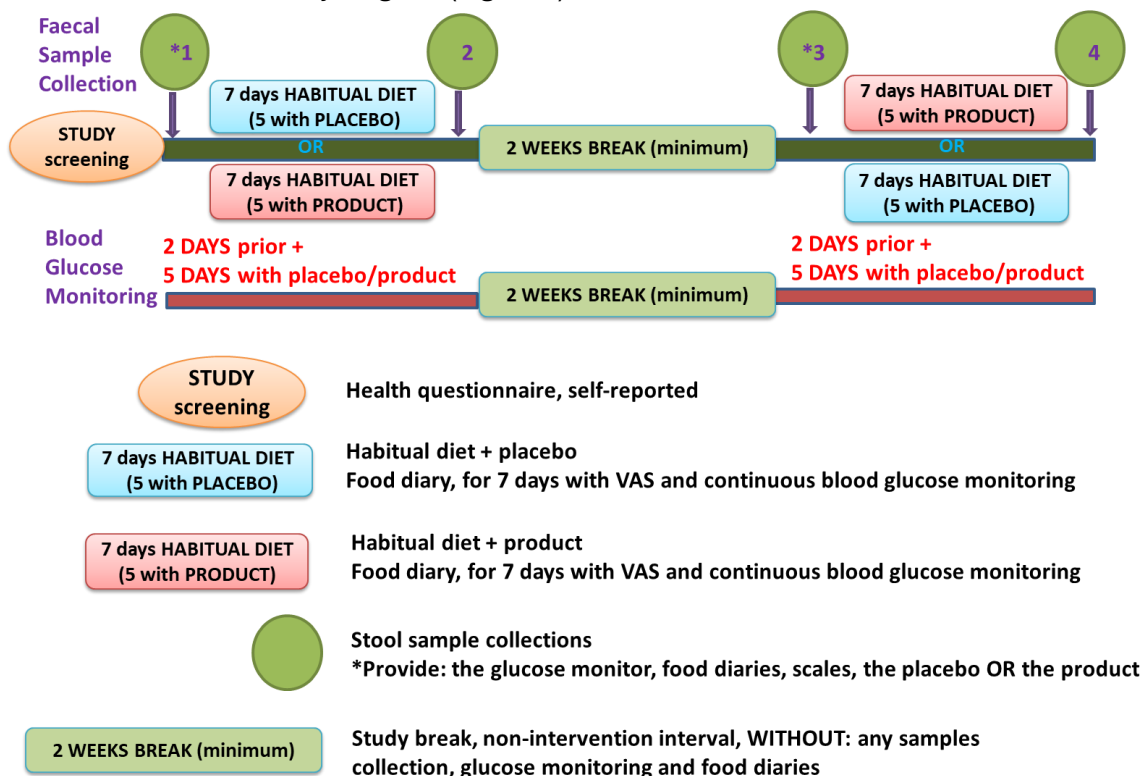 Faecal
Sample
Collection
*1
2
*3
4
7 days HABITUAL DIET
(5 with PLACEBO)
7 days HABITUAL DIET
(5 with PRODUCT)
STUDY
screening
OR
2 WEEKS BREAK (minimum)
OR
7 days HABITUAL DIET
(5 with PRODUCT)
7 days HABITUAL DIET
(5 with PLACEBO)
Blood
Glucose
Monitoring
2 DAYS prior +
5 DAYS with placebo/product
2 WEEKS BREAK (minimum)
2 DAYS prior +
5 DAYS with placebo/product
STUDY
screening
Health questionnaire, self-reported
7 days HABITUAL DIET
(5 with PLACEBO)
Habitual diet + placebo
Food diary, for 7 days with VAS and continuous blood glucose monitoring
7 days HABITUAL DIET
(5 with PRODUCT)
Habitual diet + product
Food diary, for 7 days with VAS and continuous blood glucose monitoring
Stool sample collections
*Provide: the glucose monitor, food diaries, scales, the placebo OR the product
2 WEEKS BREAK (minimum)
Study break, non-intervention interval, WITHOUT: any samples
collection, glucose monitoring and food diaries